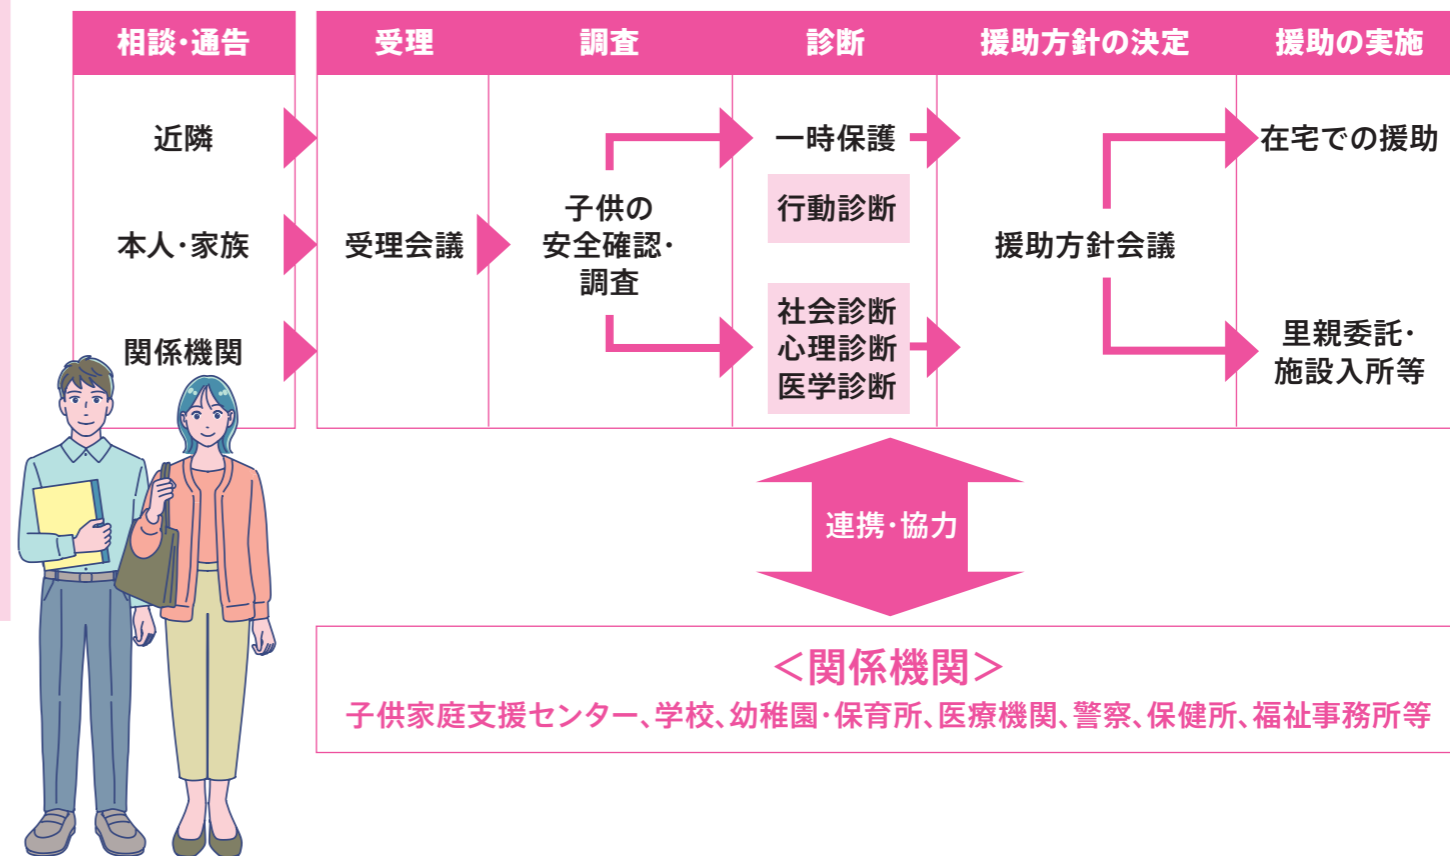 相談・通告
受理
調査
診断
援助方針の決定
援助の実施
近隣
本人・家族
関係機関
受理会議
子供の
安全確認・
調査
一時保護
行動診断
社会診断
心理診断
医学診断
援助方針会議
在宅での援助
里親委託・
施設入所等
連携・協力
＜関係機関＞
子供家庭支援センター、学校、幼稚園・保育所、医療機関、警察、保健所、福祉事務所等